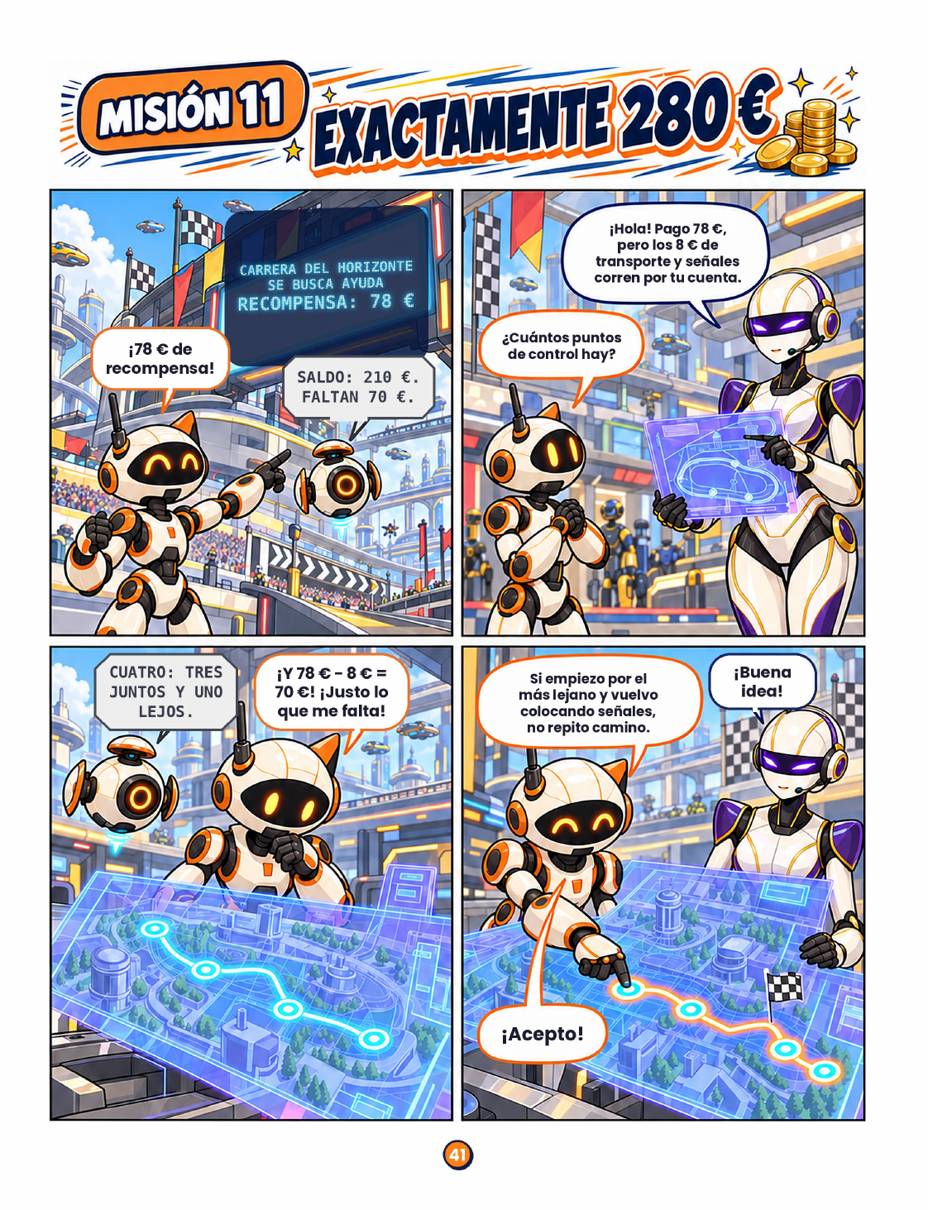 MISIÓN 11
EXACTAMENTE 280 €
CARRERA DEL HORIZONTE
SE BUSCA AYUDA
RECOMPENSA: 78 €
¡78 € de
recompensa!
SALDO: 210 €.
FALTAN 70 €.
¡Hola! Pago 78 €,
pero los 8 € de
transporte y señales
corren por tu cuenta.
¿Cuántos puntos
de control hay?
CUATRO: TRES
JUNTOS Y UNO
LEJOS.
¡Y 78 € - 8 € =
70 €! ¡Justo lo
que me falta!
Si empiezo por el
más lejano y vuelvo
colocando señales,
no repito camino.
¡Buena
idea!
¡Acepto!
41